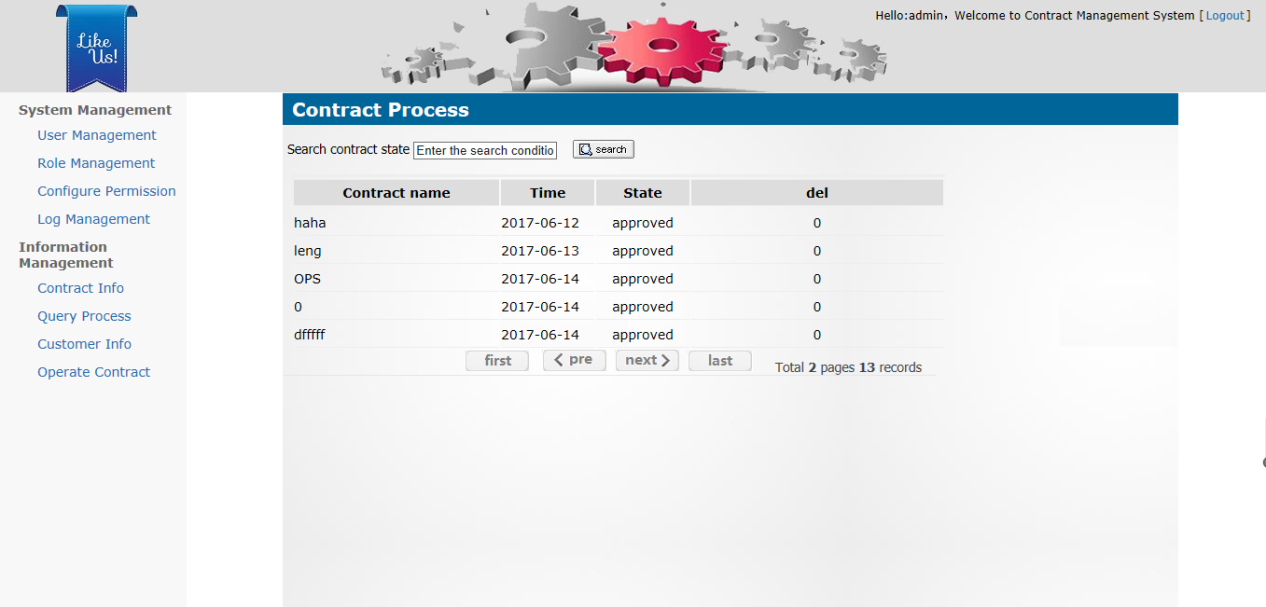 Like
Us!
Hello:admin，Welcome to Contract Management System [Logout]
System Management
User Management
Role Management
Configure Permission
Log Management
Information
Management
Contract Info
Query Process
Customer Info
Operate Contract
Contract Process
Search contract state Enter the search conditio search
Contract name Time State del
haha 2017-06-12 approved 0
leng 2017-06-13 approved 0
OPS 2017-06-14 approved 0
0 2017-06-14 approved 0
dfffff 2017-06-14 approved 0
first < pre next > last Total 2 pages 13 records